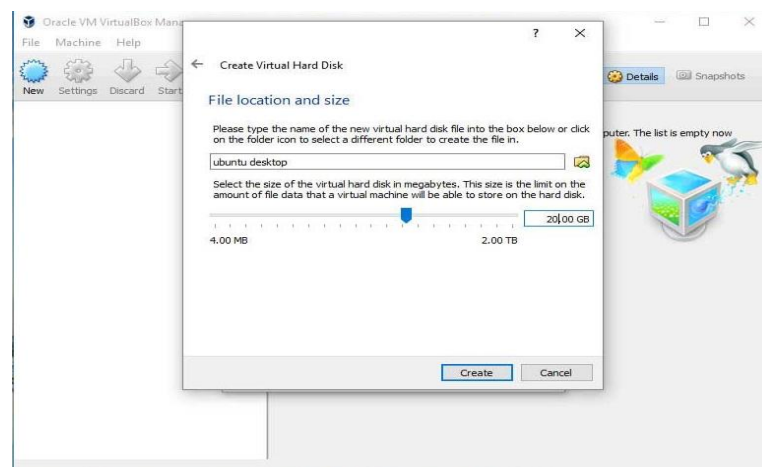 Oracle VM VirtualBox Mana
File Machine Help
New Settings Discard Start
Details Snapshots
puter. The list is empty now
? ×
← Create Virtual Hard Disk
File location and size
Please type the name of the new virtual hard disk file into the box below or click
on the folder icon to select a different folder to create the file in.
ubuntu desktop
Select the size of the virtual hard disk in megabytes. This size is the limit on the
amount of file data that a virtual machine will be able to store on the hard disk.
20.00 GB
4.00 MB 2.00 TB
Create Cancel